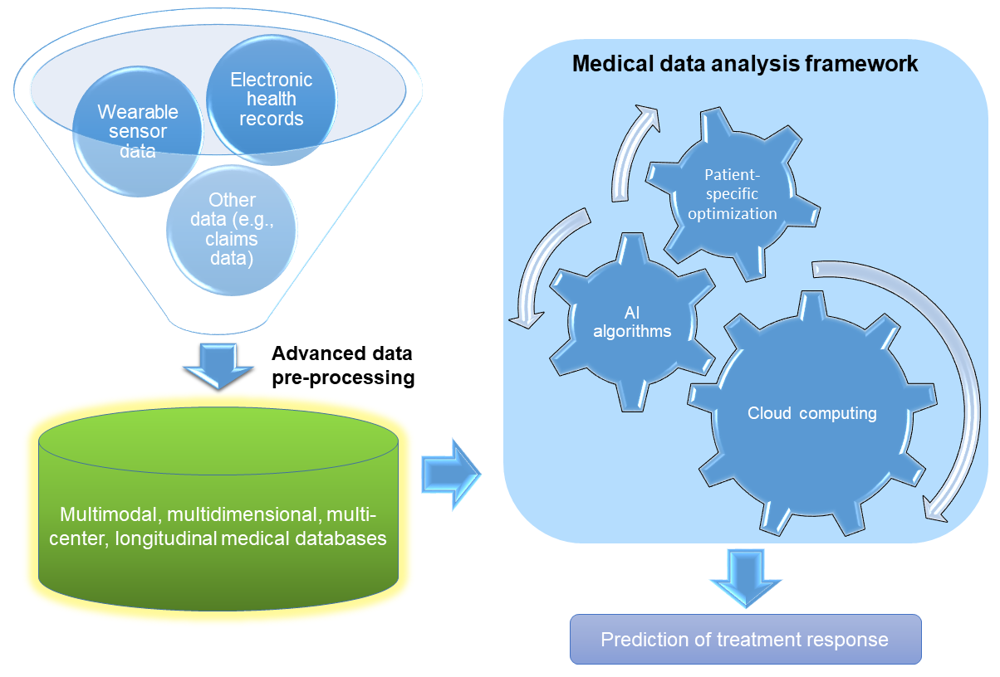 Wearable
sensor
data
Electronic
health
records
Other
data (e.g.,
claims
data)
Advanced data
pre-processing
Multimodal, multidimensional, multi-
center, longitudinal medical databases
Medical data analysis framework
Patient-
specific
optimization
AI
algorithms
Cloud computing
Prediction of treatment response